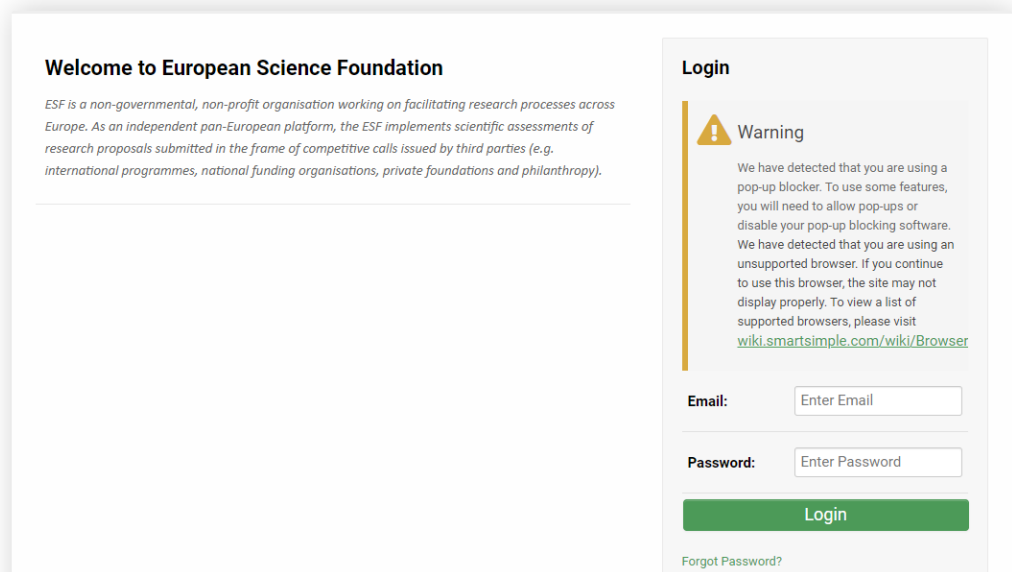 Welcome to European Science Foundation
ESF is a non-governmental, non-profit organisation working on facilitating research processes across
Europe. As an independent pan-European platform, the ESF implements scientific assessments of
research proposals submitted in the frame of competitive calls issued by third parties (e.g.
international programmes, national funding organisations, private foundations and philanthropy).
Login
Warning
We have detected that you are using a
pop-up blocker. To use some features,
you will need to allow pop-ups or
disable your pop-up blocking software.
We have detected that you are using an
unsupported browser. If you continue
to use this browser, the site may not
display properly. To view a list of
supported browsers, please visit
wiki.smartsimple.com/wiki/Browser
Email:
Enter Email
Password:
Enter Password
Login
Forgot Password?